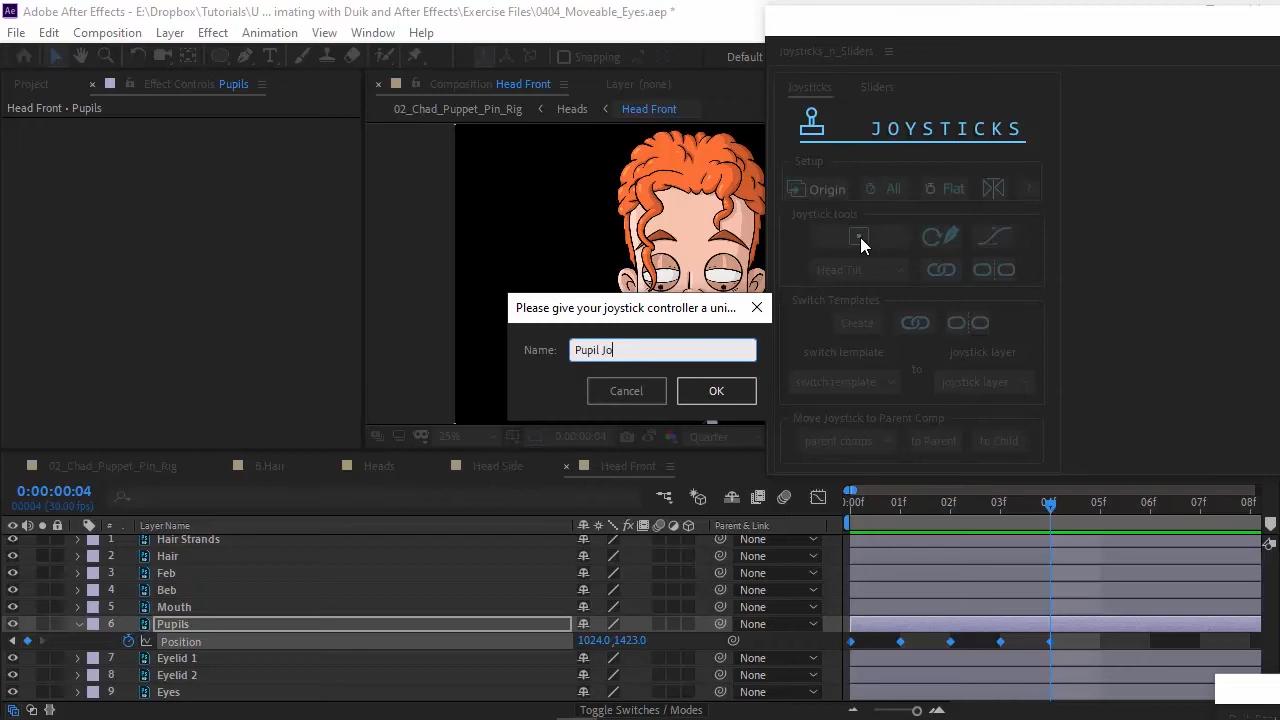 Adobe After Effects - E:\Dropbox\Tutorials\U ... imating with Duik and After Effects\Exercise Files\0404_Moveable_Eyes.aep *
File Edit Composition Layer Effect Animation View Window Help
Snapping Default
Project Effect Controls Pupils Composition Head Front Layer (none)
Head Front • Pupils
02_Chad_Puppet_Pin_Rig Heads Head Front
Joysticks_n_Sliders
Joysticks Sliders
JOYSTICKS
Setup
Origin All Flat ?
Joystick tools
Head Tilt
Switch Templates
Create
switch template joystick layer
to
switch template joystick layer
Move Joystick to Parent Comp
parent comps to Parent to Child
Please give your joystick controller a uni...
Name: Pupil Jo
Cancel OK
25% 0:00:00:04 Quarter
02_Chad_Puppet_Pin_Rig B.Hair Heads Head Side Head Front
0:00:00:04
00004 (30.00 fps)
# Layer Name Parent & Link
:00f 01f 02f 03f 04f 05f 06f 07f 08f
1 Hair Strands None
2 Hair None
3 Feb None
4 Beb None
5 Mouth None
6 Pupils None
Position 1024.0,1423.0
7 Eyelid 1 None
8 Eyelid 2 None
9 Eyes None
Toggle Switches / Modes